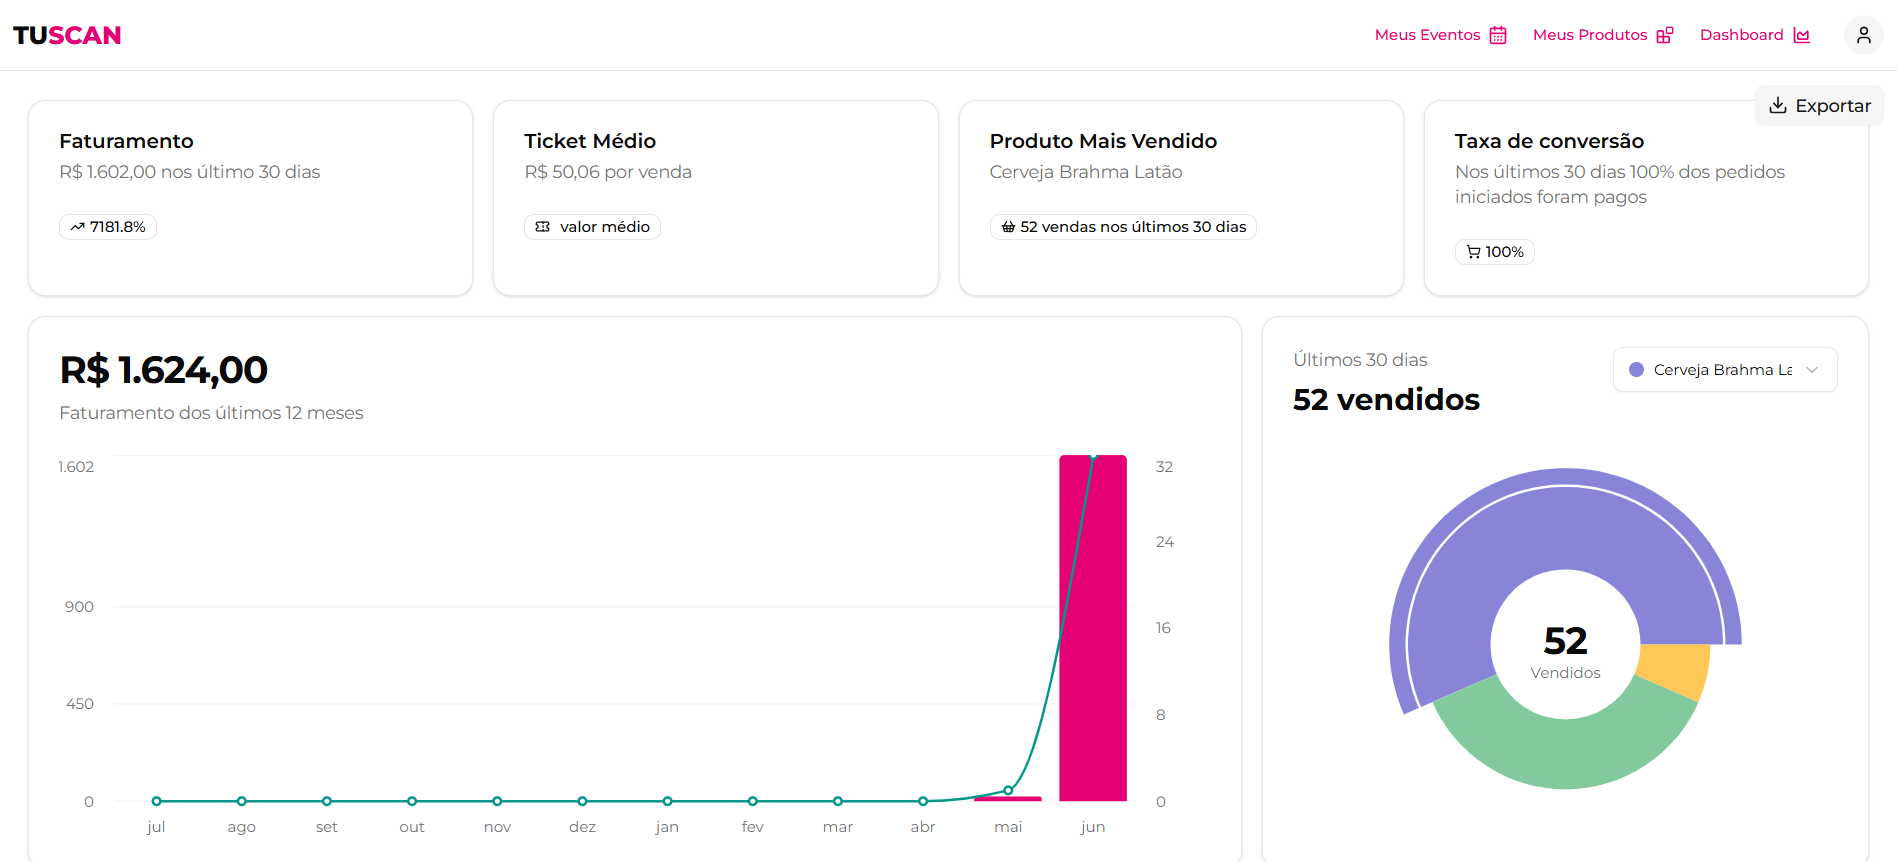 TUSCAN
Meus Eventos
Meus Produtos
Dashboard
Exportar
Faturamento
R$ 1.602,00 nos último 30 dias
7181.8%
Ticket Médio
R$ 50,06 por venda
valor médio
Produto Mais Vendido
Cerveja Brahma Latão
52 vendas nos últimos 30 dias
Taxa de conversão
Nos últimos 30 dias 100% dos pedidos
iniciados foram pagos
100%
R$ 1.624,00
Faturamento dos últimos 12 meses
1.602
900
450
0
32
24
16
8
0
jul
ago
set
out
nov
dez
jan
fev
mar
abr
mai
jun
Últimos 30 dias
52 vendidos
Cerveja Brahma La
52
Vendidos